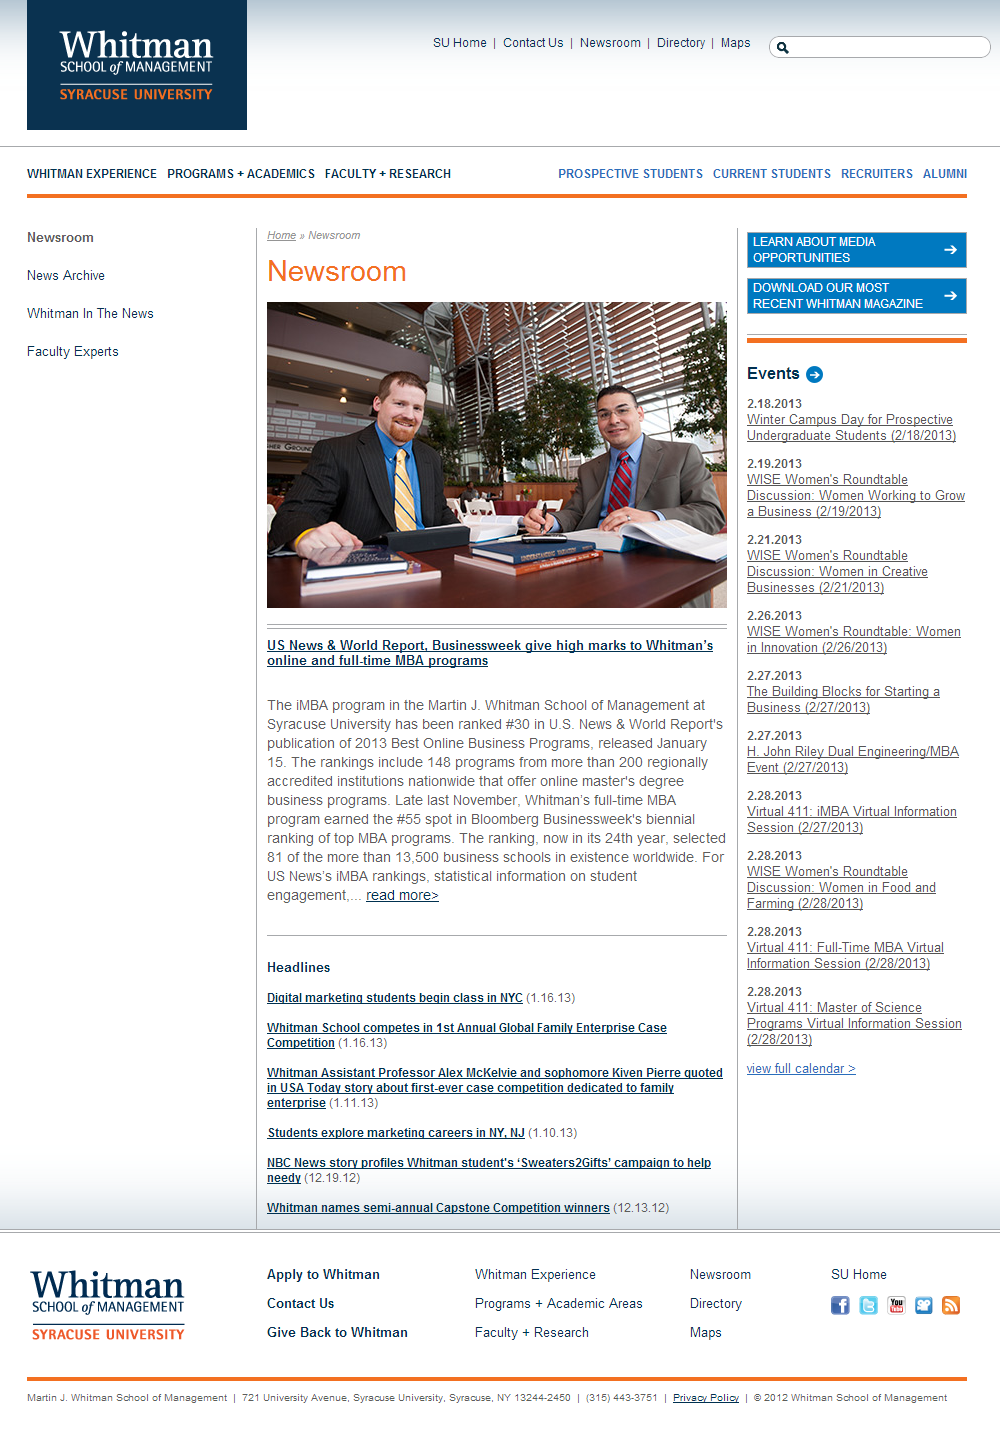 Whitman
SCHOOL of MANAGEMENT
SYRACUSE UNIVERSITY
SU Home | Contact Us | Newsroom | Directory | Maps
WHITMAN EXPERIENCE PROGRAMS + ACADEMICS FACULTY + RESEARCH
PROSPECTIVE STUDENTS CURRENT STUDENTS RECRUITERS ALUMNI
Newsroom
News Archive
Whitman In The News
Faculty Experts
Home » Newsroom
Newsroom
US News & World Report, Businessweek give high marks to Whitman’s
online and full-time MBA programs
The iMBA program in the Martin J. Whitman School of Management at
Syracuse University has been ranked #30 in U.S. News & World Report's
publication of 2013 Best Online Business Programs, released January
15. The rankings include 148 programs from more than 200 regionally
accredited institutions nationwide that offer online master's degree
business programs. Late last November, Whitman’s full-time MBA
program earned the #55 spot in Bloomberg Businessweek's biennial
ranking of top MBA programs. The ranking, now in its 24th year, selected
81 of the more than 13,500 business schools in existence worldwide. For
US News’s iMBA rankings, statistical information on student
engagement,... read more>
Headlines
Digital marketing students begin class in NYC (1.16.13)
Whitman School competes in 1st Annual Global Family Enterprise Case
Competition (1.16.13)
Whitman Assistant Professor Alex McKelvie and sophomore Kiven Pierre quoted
in USA Today story about first-ever case competition dedicated to family
enterprise (1.11.13)
Students explore marketing careers in NY, NJ (1.10.13)
NBC News story profiles Whitman student's ‘Sweaters2Gifts’ campaign to help
needy (12.19.12)
Whitman names semi-annual Capstone Competition winners (12.13.12)
LEARN ABOUT MEDIA
OPPORTUNITIES
DOWNLOAD OUR MOST
RECENT WHITMAN MAGAZINE
Events
2.18.2013
Winter Campus Day for Prospective
Undergraduate Students (2/18/2013)
2.19.2013
WISE Women's Roundtable
Discussion: Women Working to Grow
a Business (2/19/2013)
2.21.2013
WISE Women's Roundtable
Discussion: Women in Creative
Businesses (2/21/2013)
2.26.2013
WISE Women's Roundtable: Women
in Innovation (2/26/2013)
2.27.2013
The Building Blocks for Starting a
Business (2/27/2013)
2.27.2013
H. John Riley Dual Engineering/MBA
Event (2/27/2013)
2.28.2013
Virtual 411: iMBA Virtual Information
Session (2/27/2013)
2.28.2013
WISE Women's Roundtable
Discussion: Women in Food and
Farming (2/28/2013)
2.28.2013
Virtual 411: Full-Time MBA Virtual
Information Session (2/28/2013)
2.28.2013
Virtual 411: Master of Science
Programs Virtual Information Session
(2/28/2013)
view full calendar >
Whitman
SCHOOL of MANAGEMENT
SYRACUSE UNIVERSITY
Apply to Whitman
Contact Us
Give Back to Whitman
Whitman Experience
Programs + Academic Areas
Faculty + Research
Newsroom
Directory
Maps
SU Home
You
Martin J. Whitman School of Management | 721 University Avenue, Syracuse University, Syracuse, NY 13244-2450 | (315) 443-3751 | Privacy Policy | © 2012 Whitman School of Management